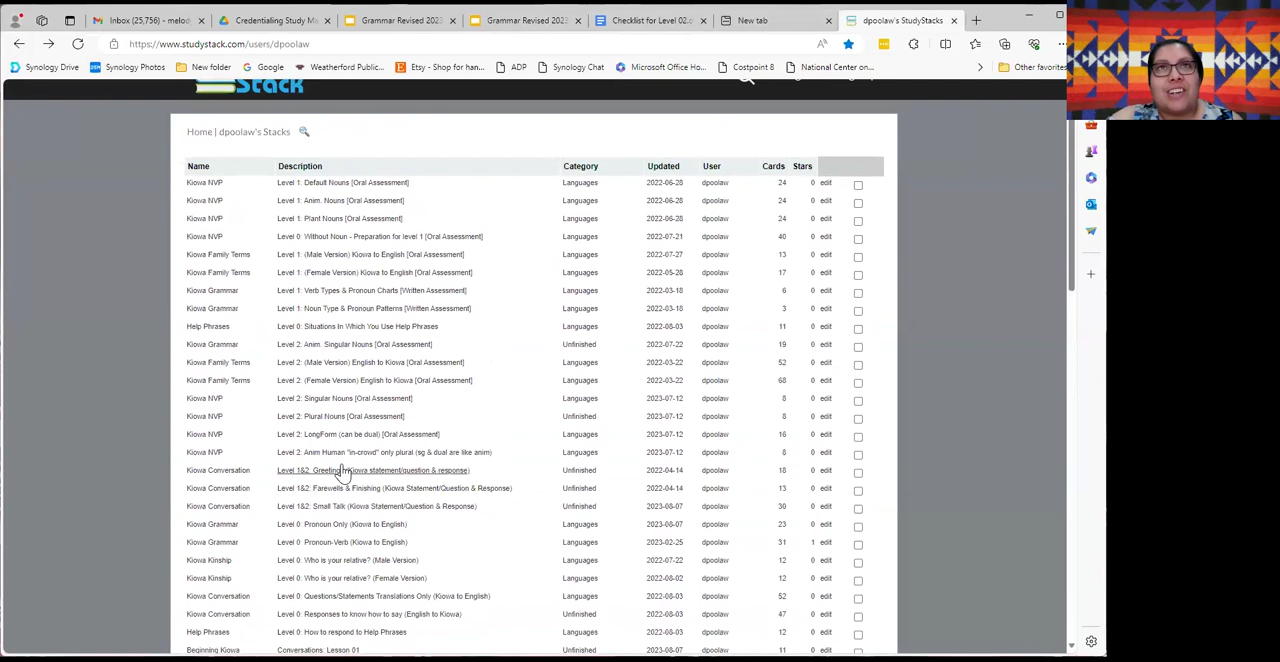 Inbox (25,756) – melod
Credentialing Study Ma
Grammar Revised 2023
Grammar Revised 2023
Checklist for Level 02.
New tab
dpoolaw's StudyStacks
https://www.studystack.com/users/dpoolaw
Synology Drive Synology Photos New folder Google Weatherford Public... Etsy - Shop for han... ADP Synology Chat Microsoft Office Ho... Costpoint 8 National Center on... Other favorites
Stack
Home | dpoolaw's Stacks
Name Description Category Updated User Cards Stars
Kiowa NVP Level 1: Default Nouns [Oral Assessment] Languages 2022-06-28 dpoolaw 24 0 edit
Kiowa NVP Level 1: Anim. Nouns [Oral Assessment] Languages 2022-06-28 dpoolaw 24 0 edit
Kiowa NVP Level 1: Plant Nouns [Oral Assessment] Languages 2022-06-28 dpoolaw 24 0 edit
Kiowa NVP Level 0: Without Noun - Preparation for level 1 [Oral Assessment] Languages 2022-07-21 dpoolaw 40 0 edit
Kiowa Family Terms Level 1: (Male Version) Kiowa to English [Oral Assessment] Languages 2022-07-27 dpoolaw 13 0 edit
Kiowa Family Terms Level 1: (Female Version) Kiowa to English [Oral Assessment] Languages 2022-05-28 dpoolaw 17 0 edit
Kiowa Grammar Level 1: Verb Types & Pronoun Charts [Written Assessment] Languages 2022-03-18 dpoolaw 6 0 edit
Kiowa Grammar Level 1: Noun Type & Pronoun Patterns [Written Assessment] Languages 2022-03-18 dpoolaw 3 0 edit
Help Phrases Level 0: Situations In Which You Use Help Phrases Languages 2022-08-03 dpoolaw 11 0 edit
Kiowa Grammar Level 2: Anim. Singular Nouns [Oral Assessment] Unfinished 2022-07-22 dpoolaw 19 0 edit
Kiowa Family Terms Level 2: (Male Version) English to Kiowa [Oral Assessment] Languages 2022-03-22 dpoolaw 52 0 edit
Kiowa Family Terms Level 2: (Female Version) English to Kiowa [Oral Assessment] Languages 2022-03-22 dpoolaw 68 0 edit
Kiowa NVP Level 2: Singular Nouns [Oral Assessment] Languages 2023-07-12 dpoolaw 8 0 edit
Kiowa NVP Level 2: Plural Nouns [Oral Assessment] Unfinished 2023-07-12 dpoolaw 8 0 edit
Kiowa NVP Level 2: LongForm (can be dual) [Oral Assessment] Languages 2023-07-12 dpoolaw 16 0 edit
Kiowa NVP Level 2: Anim Human "in-crowd" only plural (sg & dual are like anim) Languages 2023-07-12 dpoolaw 8 0 edit
Kiowa Conversation Level 1&2: Greeting (Kiowa statement/question & response) Unfinished 2022-04-14 dpoolaw 18 0 edit
Kiowa Conversation Level 1&2: Farewells & Finishing (Kiowa Statement/Question & Response) Unfinished 2022-04-14 dpoolaw 13 0 edit
Kiowa Conversation Level 1&2: Small Talk (Kiowa Statement/Question & Response) Unfinished 2023-08-07 dpoolaw 30 0 edit
Kiowa Grammar Level 0: Pronoun Only (Kiowa to English) Languages 2023-08-07 dpoolaw 23 0 edit
Kiowa Grammar Level 0: Pronoun-Verb (Kiowa to English) Languages 2023-02-25 dpoolaw 31 1 edit
Kiowa Kinship Level 0: Who is your relative? (Male Version) Languages 2022-07-22 dpoolaw 12 0 edit
Kiowa Kinship Level 0: Who is your relative? (Female Version) Languages 2022-08-02 dpoolaw 12 0 edit
Kiowa Conversation Level 0: Questions/Statements Translations Only (Kiowa to English) Languages 2022-08-03 dpoolaw 52 0 edit
Kiowa Conversation Level 0: Responses to know how to say (English to Kiowa) Unfinished 2022-08-03 dpoolaw 47 0 edit
Help Phrases Level 0: How to respond to Help Phrases Languages 2022-08-03 dpoolaw 12 0 edit
Beginning Kiowa Conversations: Lesson 01 Unfinished 2022-08-03 dpoolaw 11 0 edit